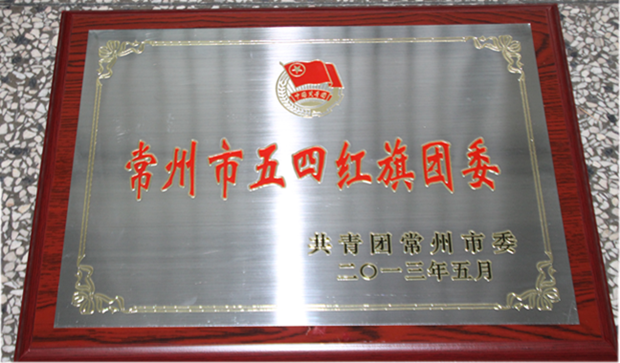 常州市五四红旗团委
共青团常州市委
二〇一三年五月